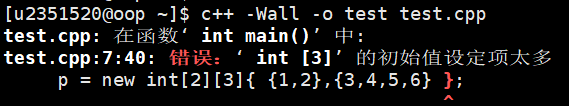 [u2351520@oop ~]$ c++ -Wall -o test test.cpp
test.cpp: 在函数‘ int main()’ 中:
test.cpp:7:40: 错误：‘ int [3]’ 的初始值设定项太多
    p = new int[2][3]{ {1,2},{3,4,5,6} };
                                       ^